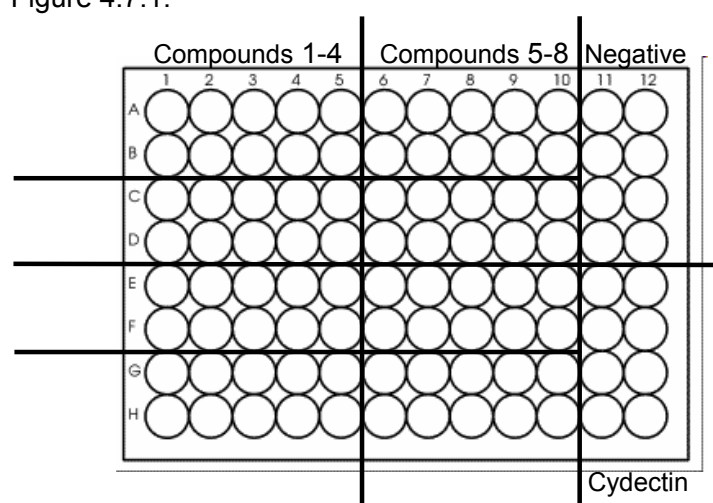 Figure 4.7.1.
Compounds 1-4 Compounds 5-8 Negative
1 2 3 4 5 6 7 8 9 10 11 12
A
B
C
D
E
F
G
H
Cydectin